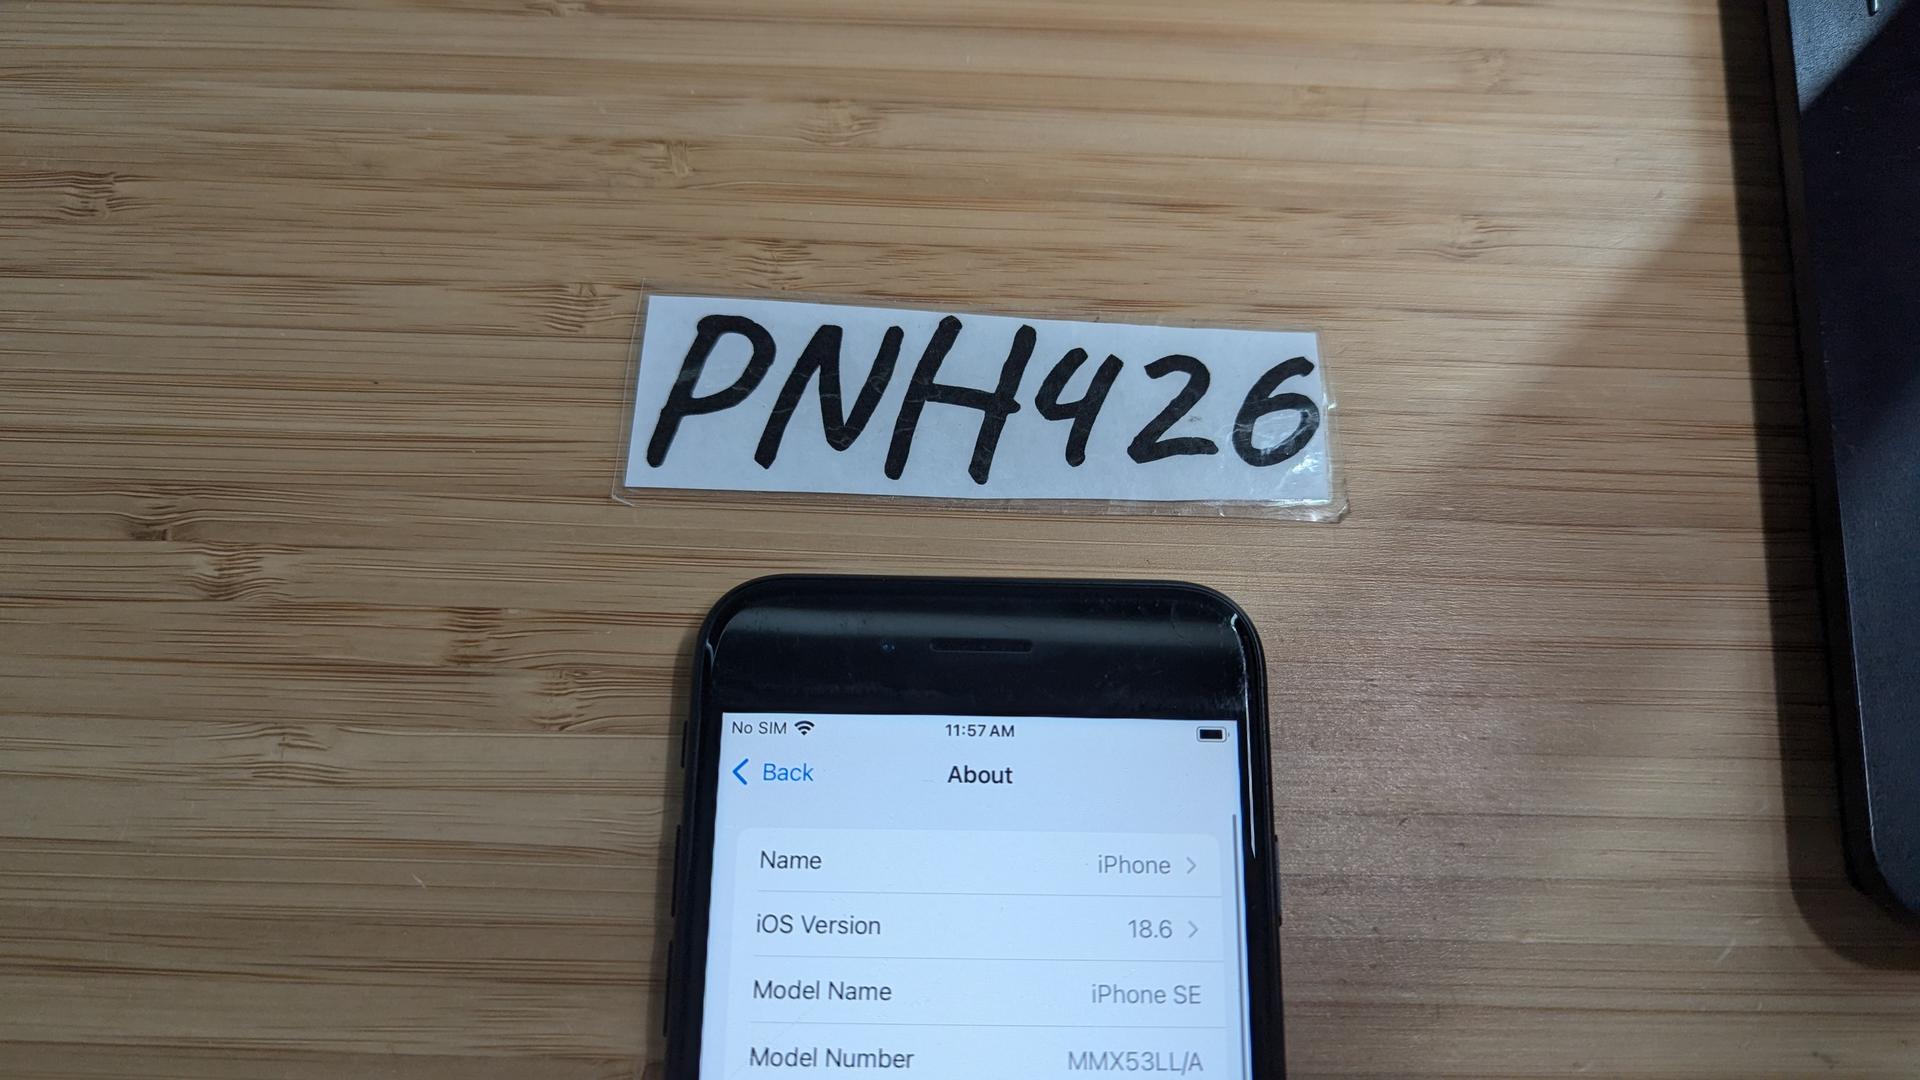 PNH426
No SIM 11:57 AM
Back About
Name iPhone
iOS Version 18.6
Model Name iPhone SE
Model Number MMX53LL/A